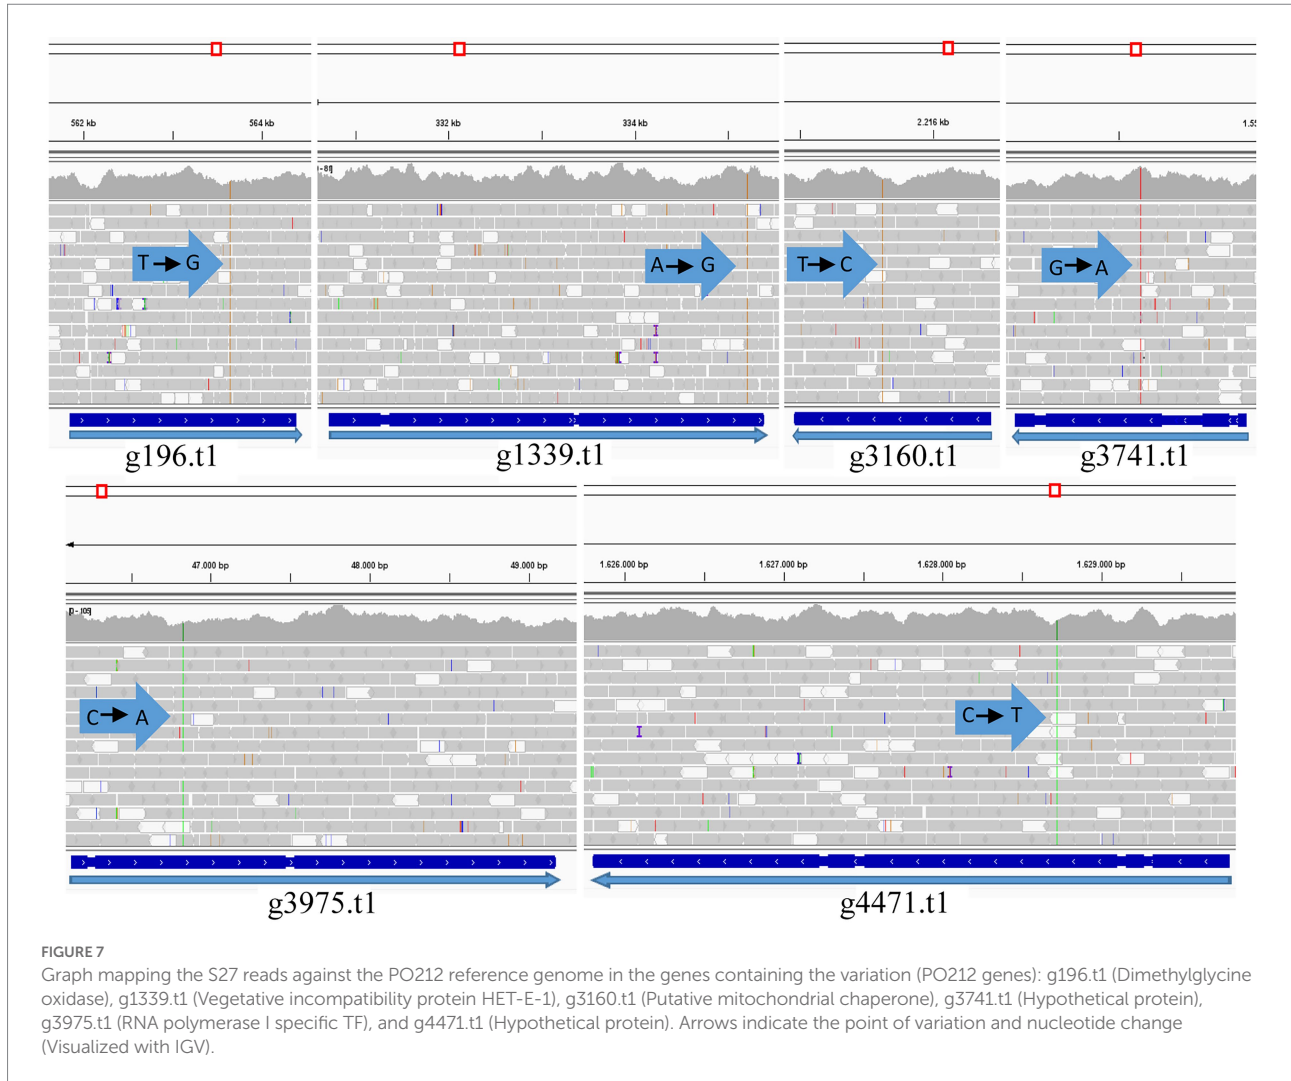 562 kb 564 kb 332 kb 334 kb 2.216 kb 1.55
T→G A→G T→C G→A
g196.t1 g1339.t1 g3160.t1 g3741.t1
47.000 bp 48.000 bp 49.000 bp 1.626.000 bp 1.627.000 bp 1.628.000 bp 1.629.000 bp
C→A C→T
g3975.t1 g4471.t1
FIGURE 7
Graph mapping the S27 reads against the PO212 reference genome in the genes containing the variation (PO212 genes): g196.t1 (Dimethylglycine
oxidase), g1339.t1 (Vegetative incompatibility protein HET-E-1), g3160.t1 (Putative mitochondrial chaperone), g3741.t1 (Hypothetical protein),
g3975.t1 (RNA polymerase I specific TF), and g4471.t1 (Hypothetical protein). Arrows indicate the point of variation and nucleotide change
(Visualized with IGV).